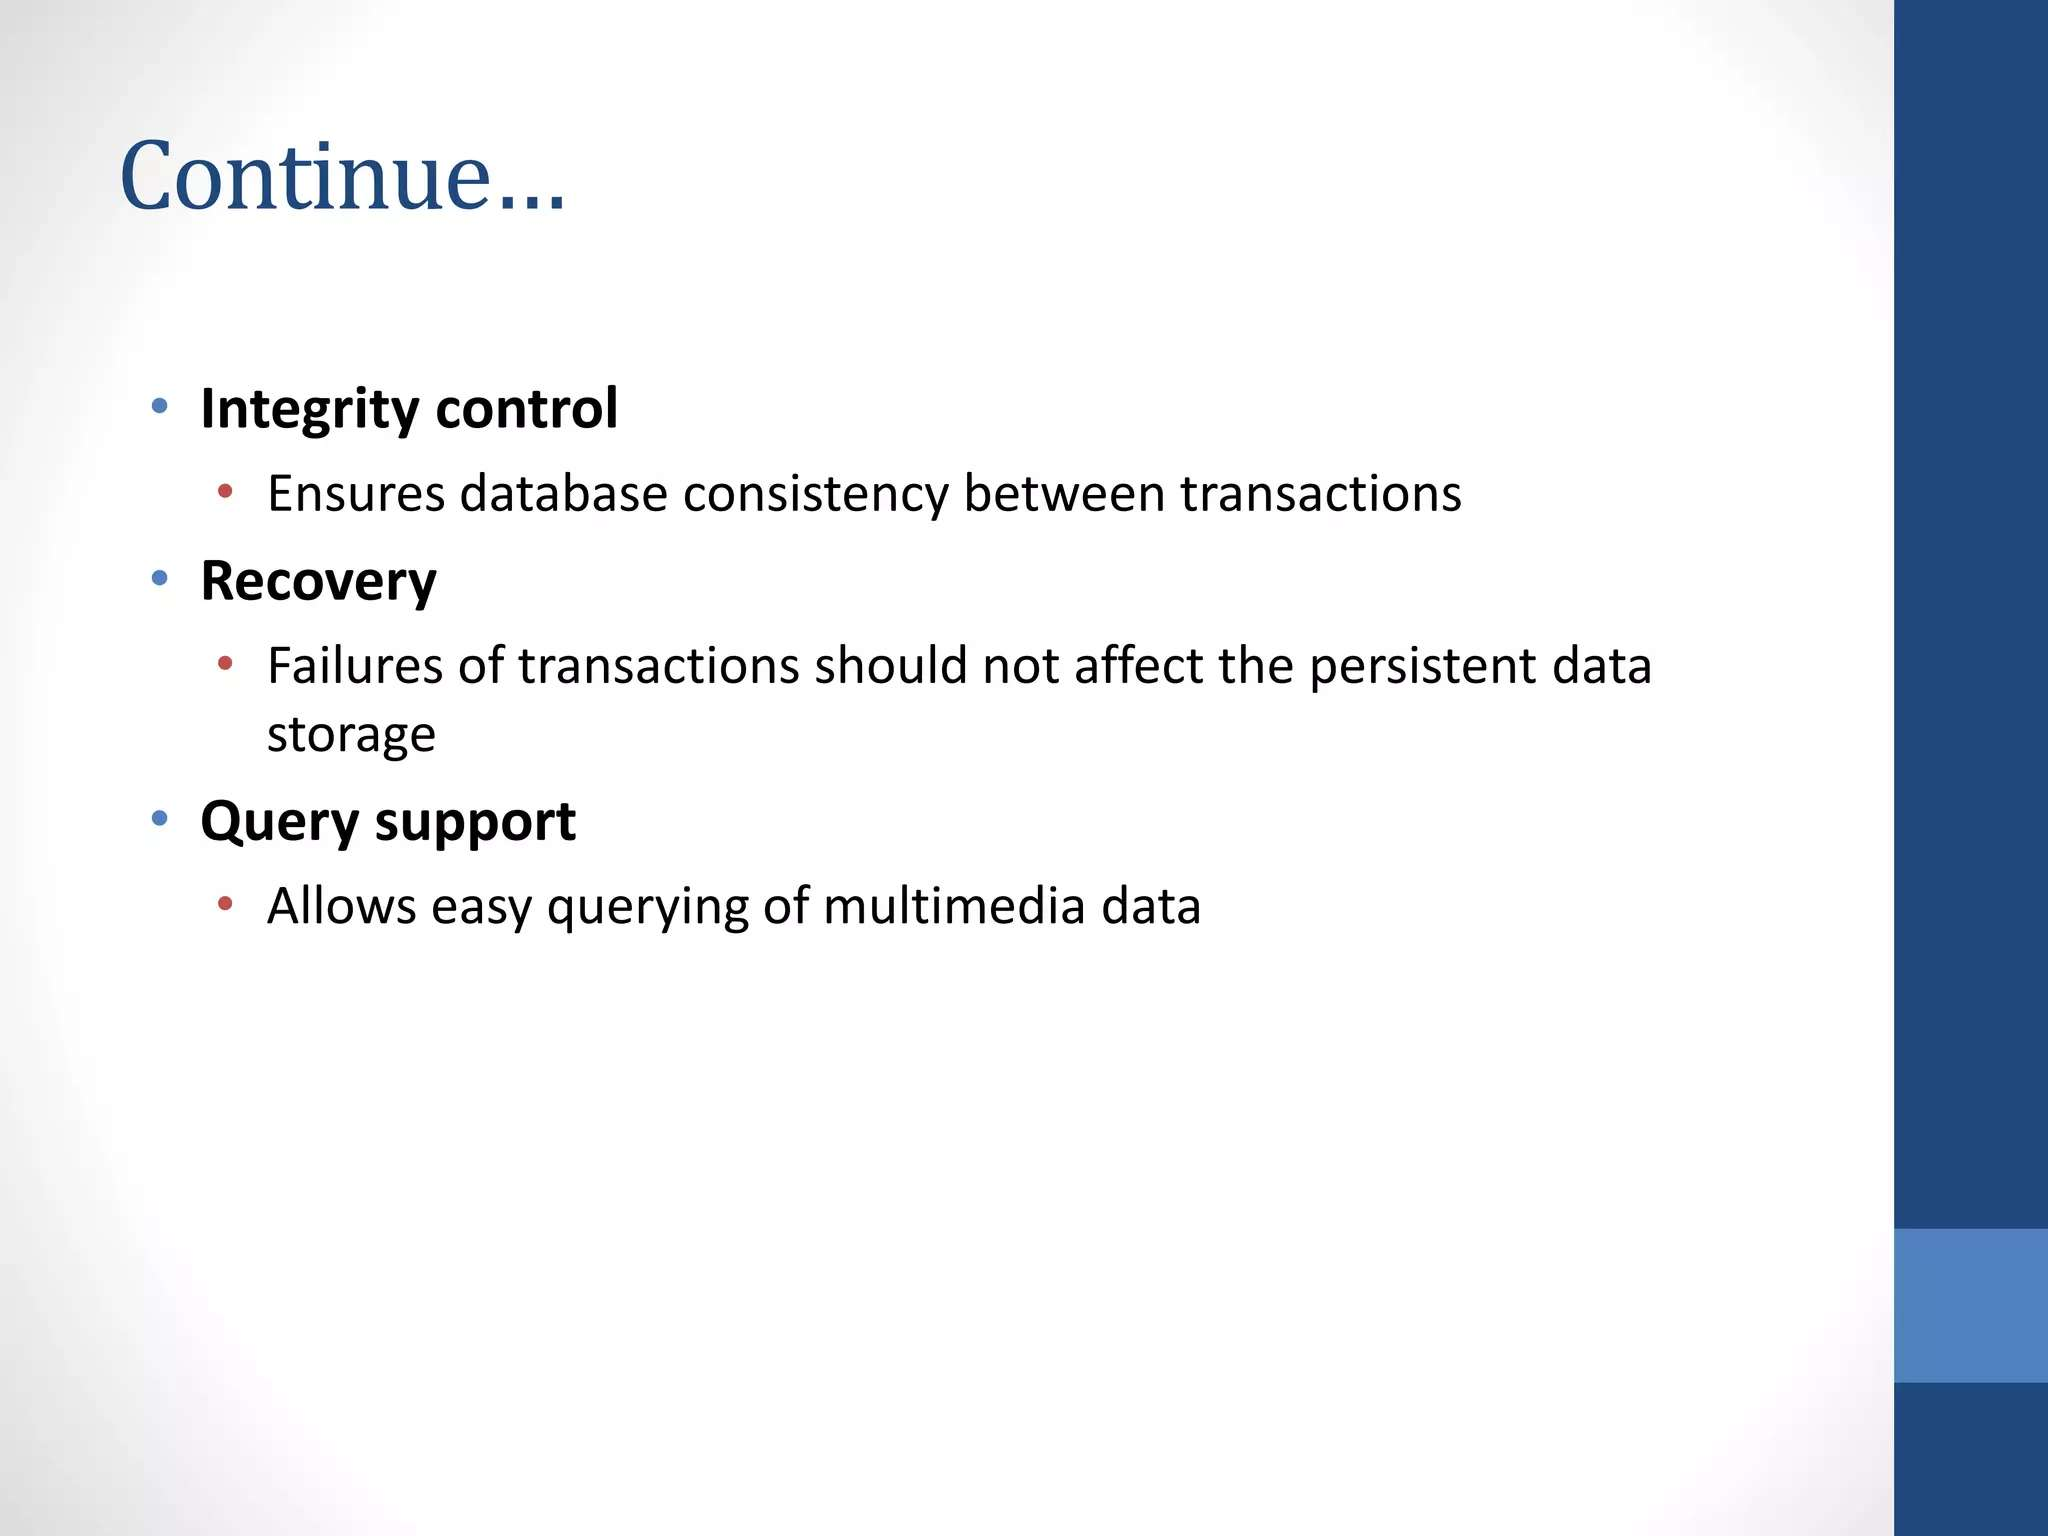 Continue…
• Integrity control
• Ensures database consistency between transactions
• Recovery
• Failures of transactions should not affect the persistent data
storage
• Query support
• Allows easy querying of multimedia data